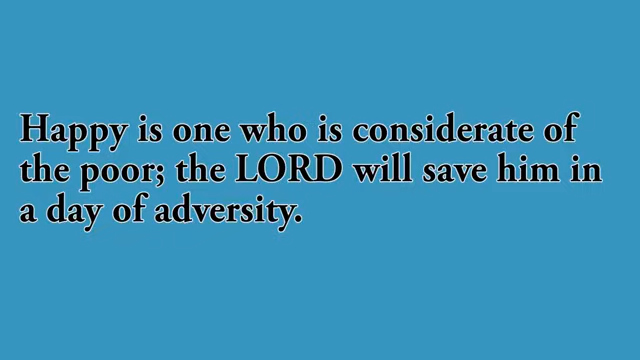 Happy is one who is considerate of
the poor; the LORD will save him in
a day of adversity.